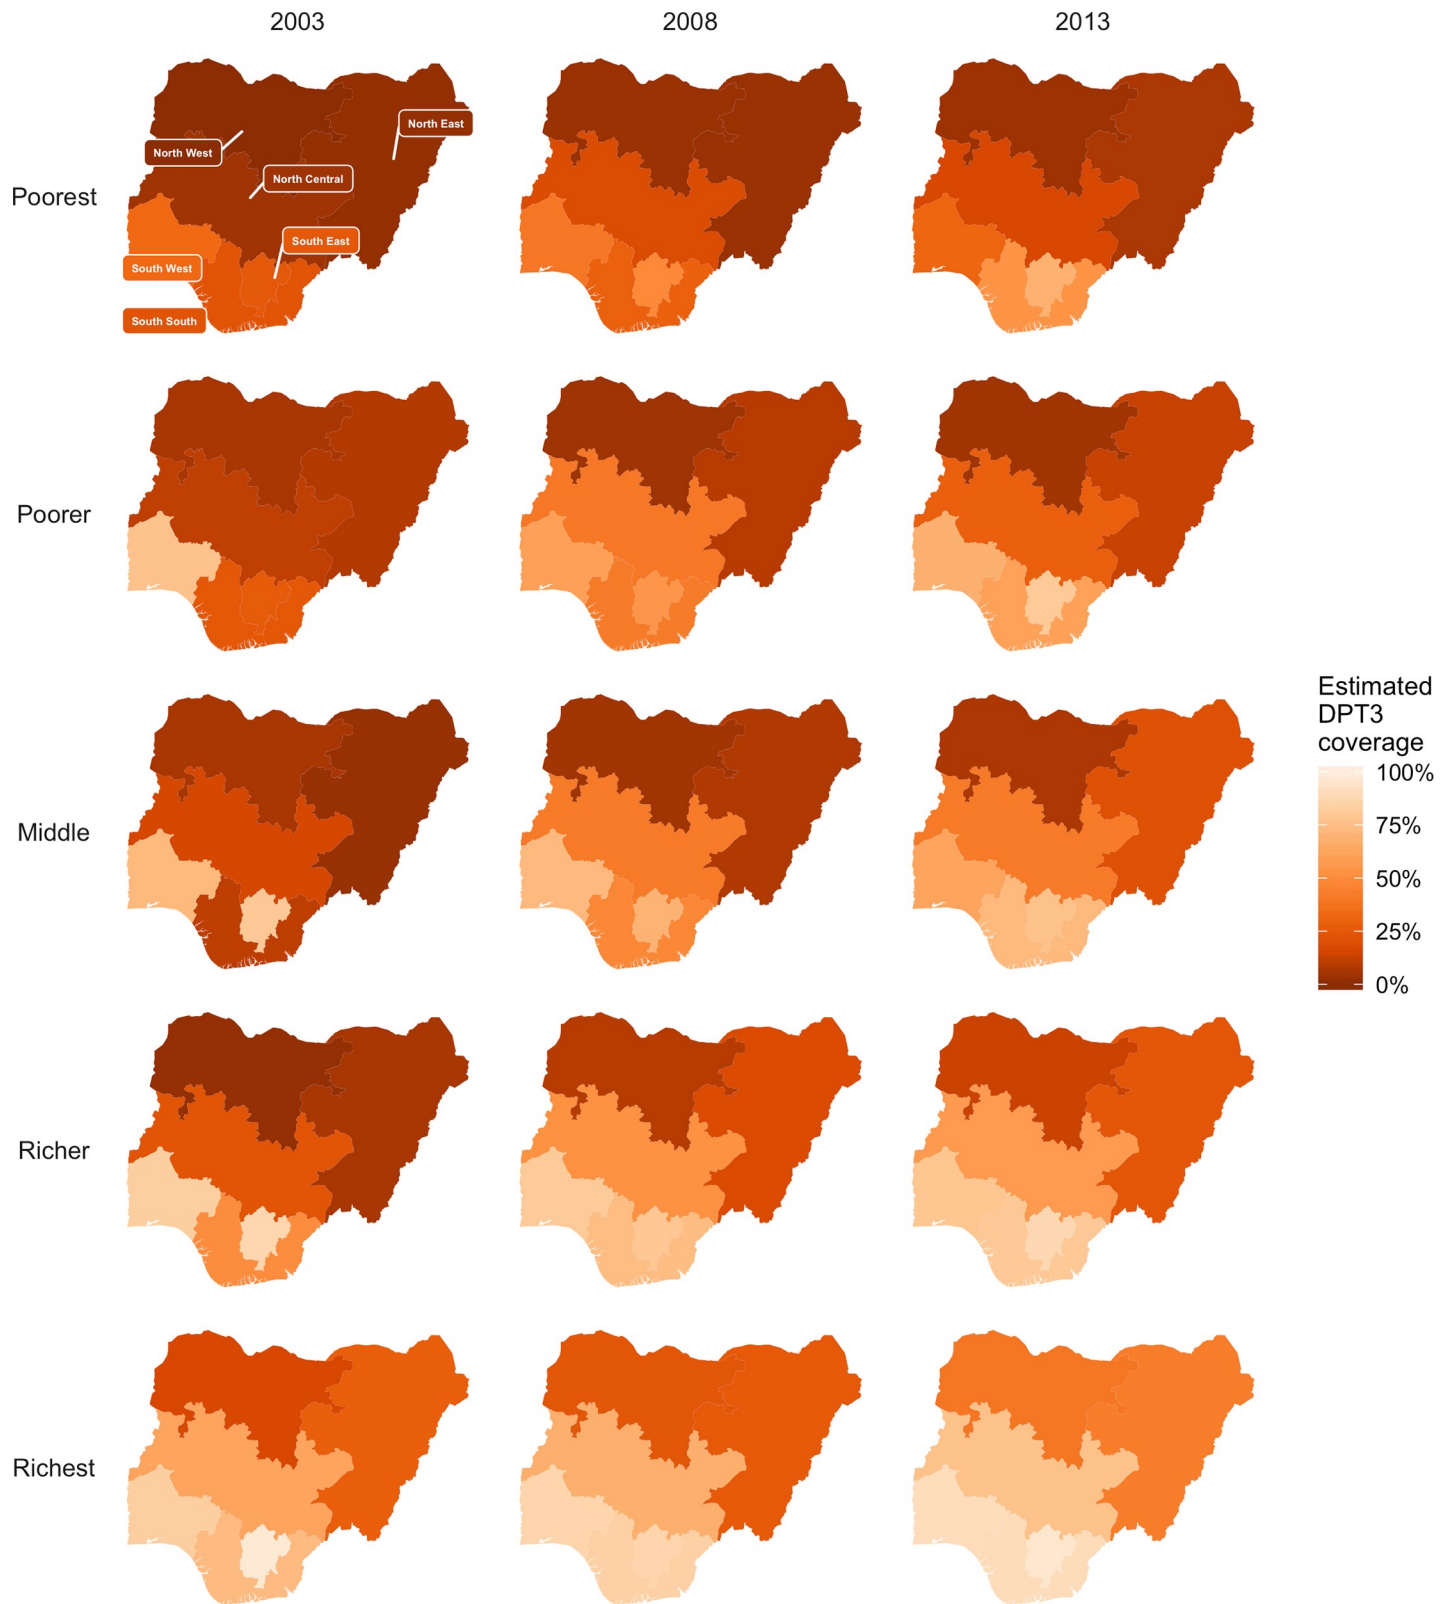 2003
2008
2013
Poorest
North West
North East
North Central
South East
South West
South South
Poorer
Middle
Richer
Richest
Estimated
DPT3
coverage
100%
75%
50%
25%
0%